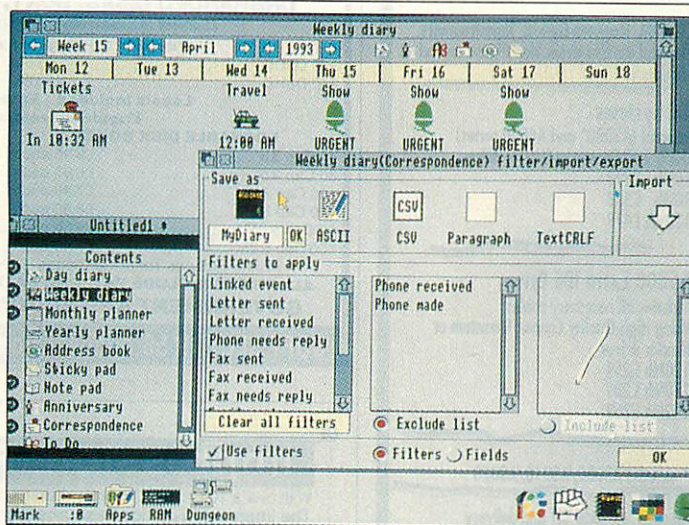 Weekly diary
Week 15 April 1993
Mon 12 Tue 13 Wed 14 Thu 15 Fri 16 Sat 17 Sun 18
Tickets Travel Show Show Show
In 10:32 AM 12:00 AM URGENT URGENT URGENT
Weekly diary(Correspondence) filter/import/export
Save as Import
CSV
MyDiary OK ASCII CSV Paragraph TextCRLF
Untitled1
Contents
Day diary
Weekly diary
Monthly planner
Yearly planner
Address book
Sticky pad
Note pad
Anniversary
Correspondence
To Do
Filters to apply
Linked event
Letter sent
Letter received
Phone needs reply
Fax sent
Fax received
Fax needs reply
Phone received
Phone made
Clear all filters Exclude list Include list
Use filters Filters Fields OK
Mark :0 Apps RAM Dungeon